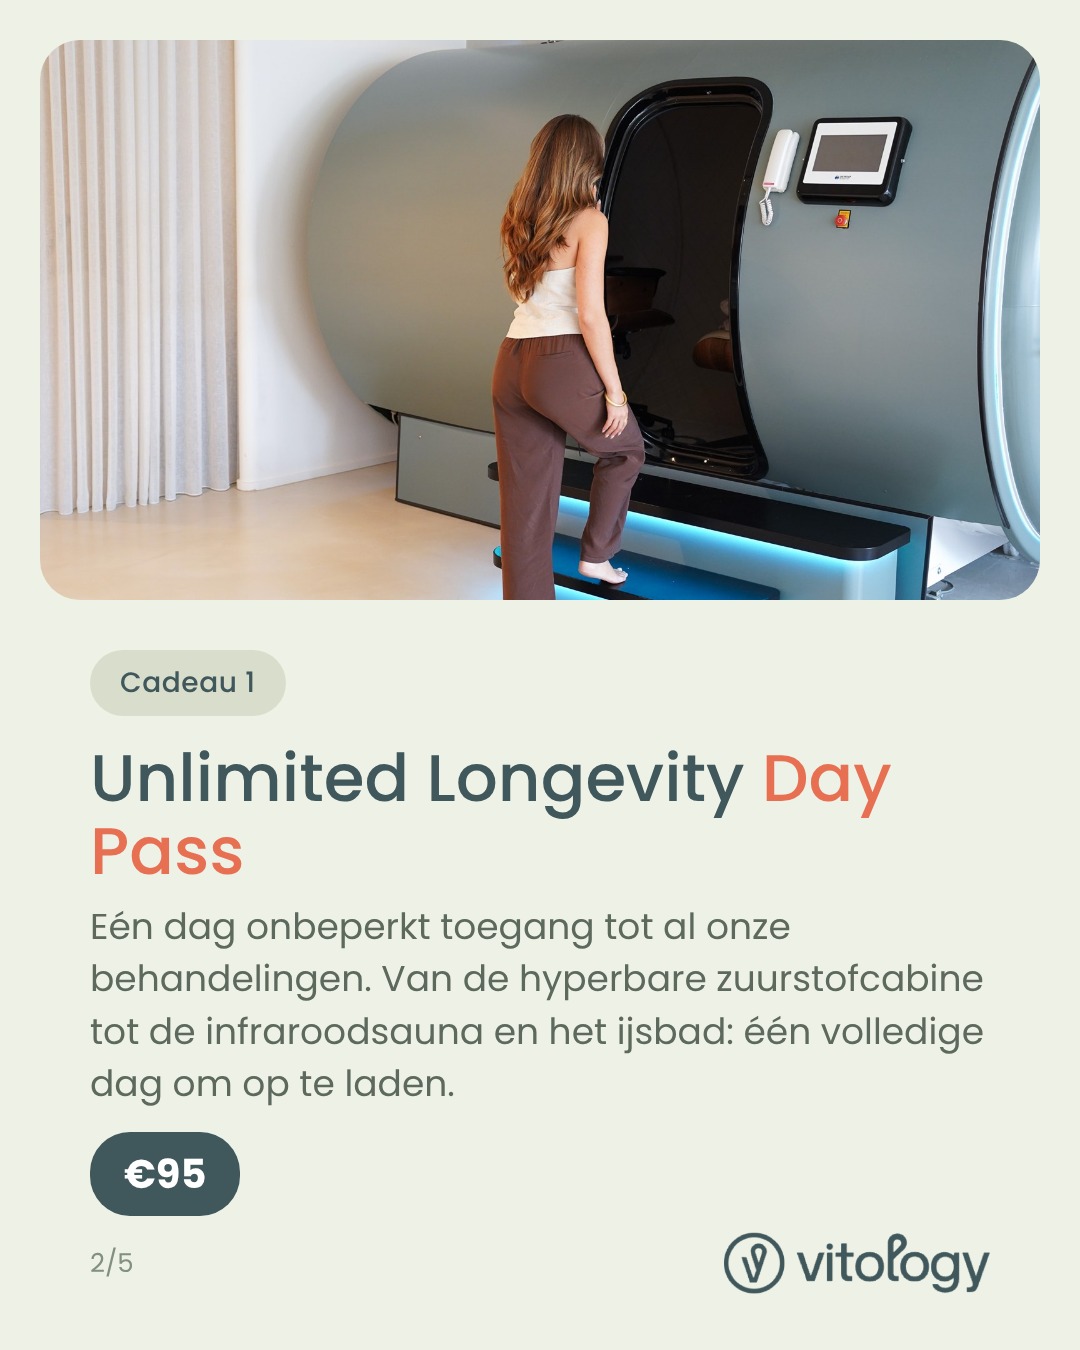 Cadeau 1
Unlimited Longevity Day
Pass
Eén dag onbeperkt toegang tot al onze
behandelingen. Van de hyperbare zuurstofcabine
tot de infraroodsauna en het ijsbad: één volledige
dag om op te laden.
€95
2/5
vitology